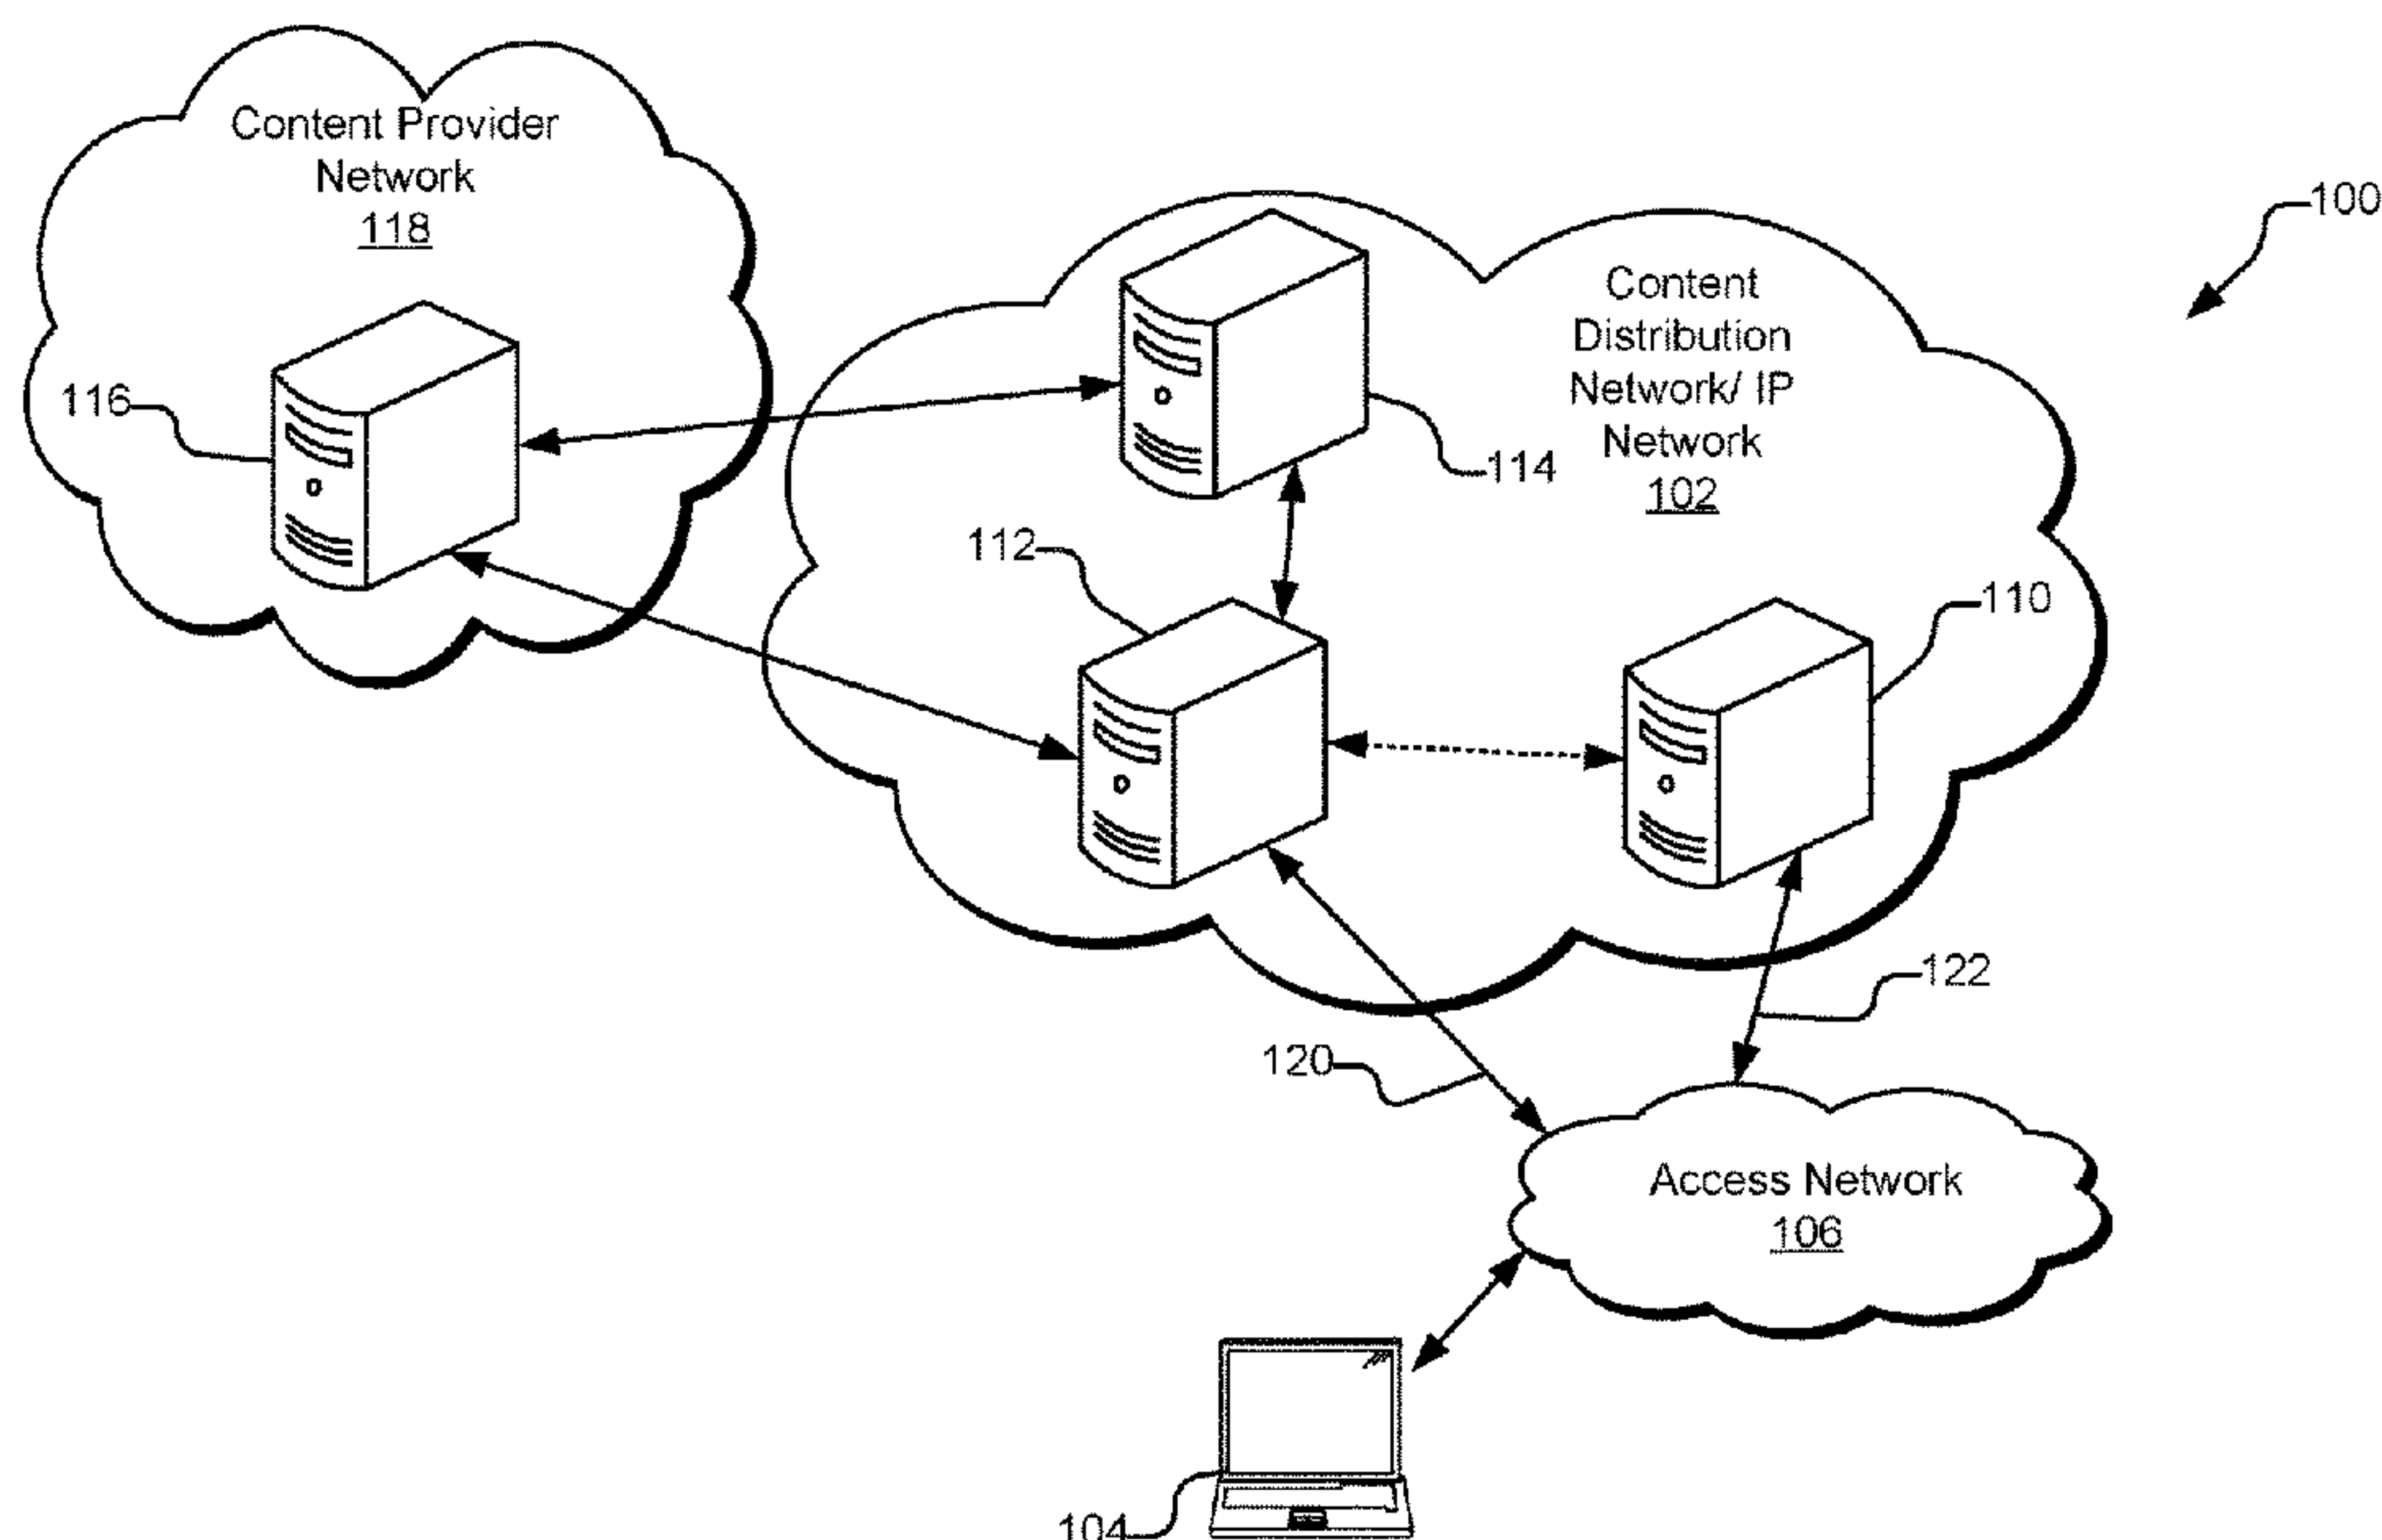 Content Provider
Network
118
100
Content
Distribution
Network/ IP
Network
102
116
114
112
110
122
120
Access Network
106
104